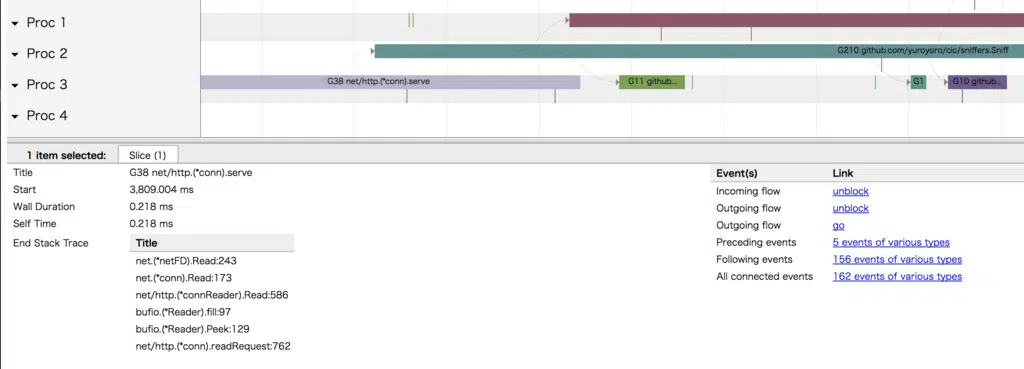 Proc 1
Proc 2
G210 github.com/yuroyoro/cic/sniffers.Sniff
Proc 3
G38 net/http.(*conn).serve
G11 github...
G1
G10 github...
Proc 4
1 item selected:
Slice (1)
Title
G38 net/http.(*conn).serve
Start
3,809.004 ms
Wall Duration
0.218 ms
Self Time
0.218 ms
End Stack Trace
Title
net.(*netFD).Read:243
net.(*conn).Read:173
net/http.(*connReader).Read:586
bufio.(*Reader).fill:97
bufio.(*Reader).Peek:129
net/http.(*conn).readRequest:762
Event(s)
Link
Incoming flow
unblock
Outgoing flow
unblock
Outgoing flow
go
Preceding events
5 events of various types
Following events
156 events of various types
All connected events
162 events of various types